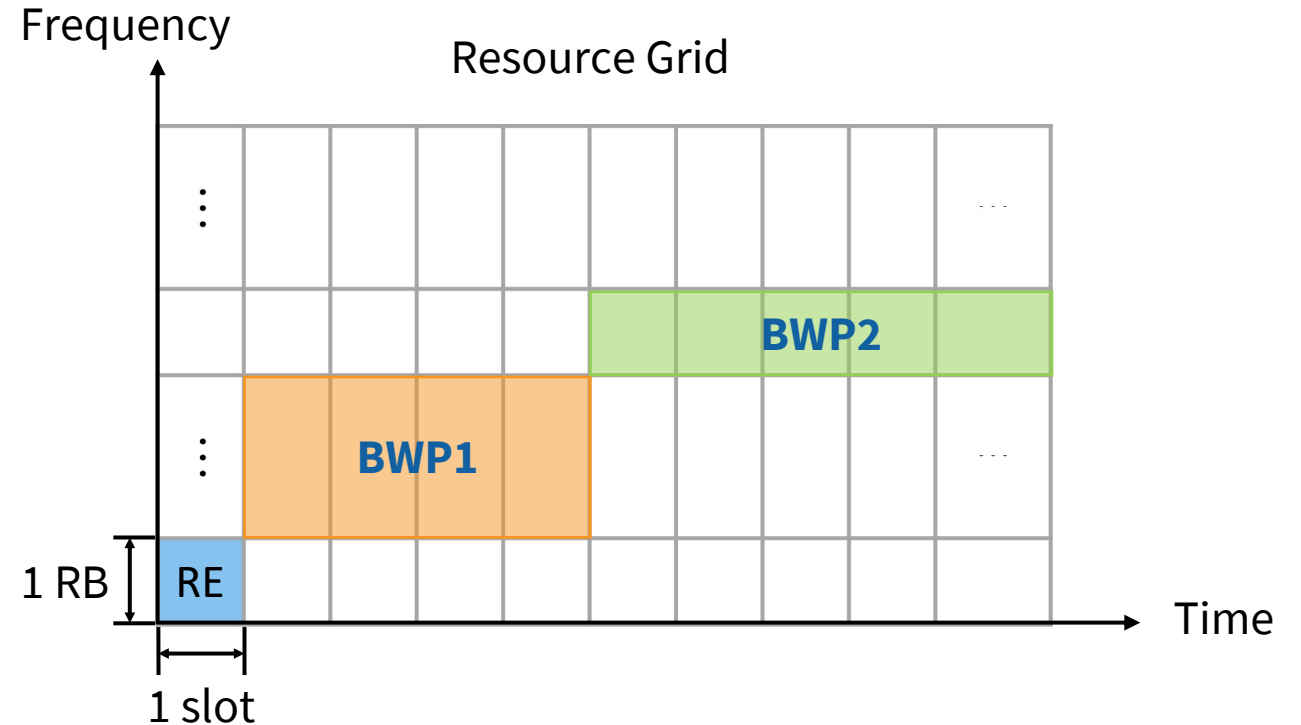 Frequency
Resource Grid
⋮
- - -
BWP2
BWP1
⋮
- - -
1 RB
RE
Time
1 slot